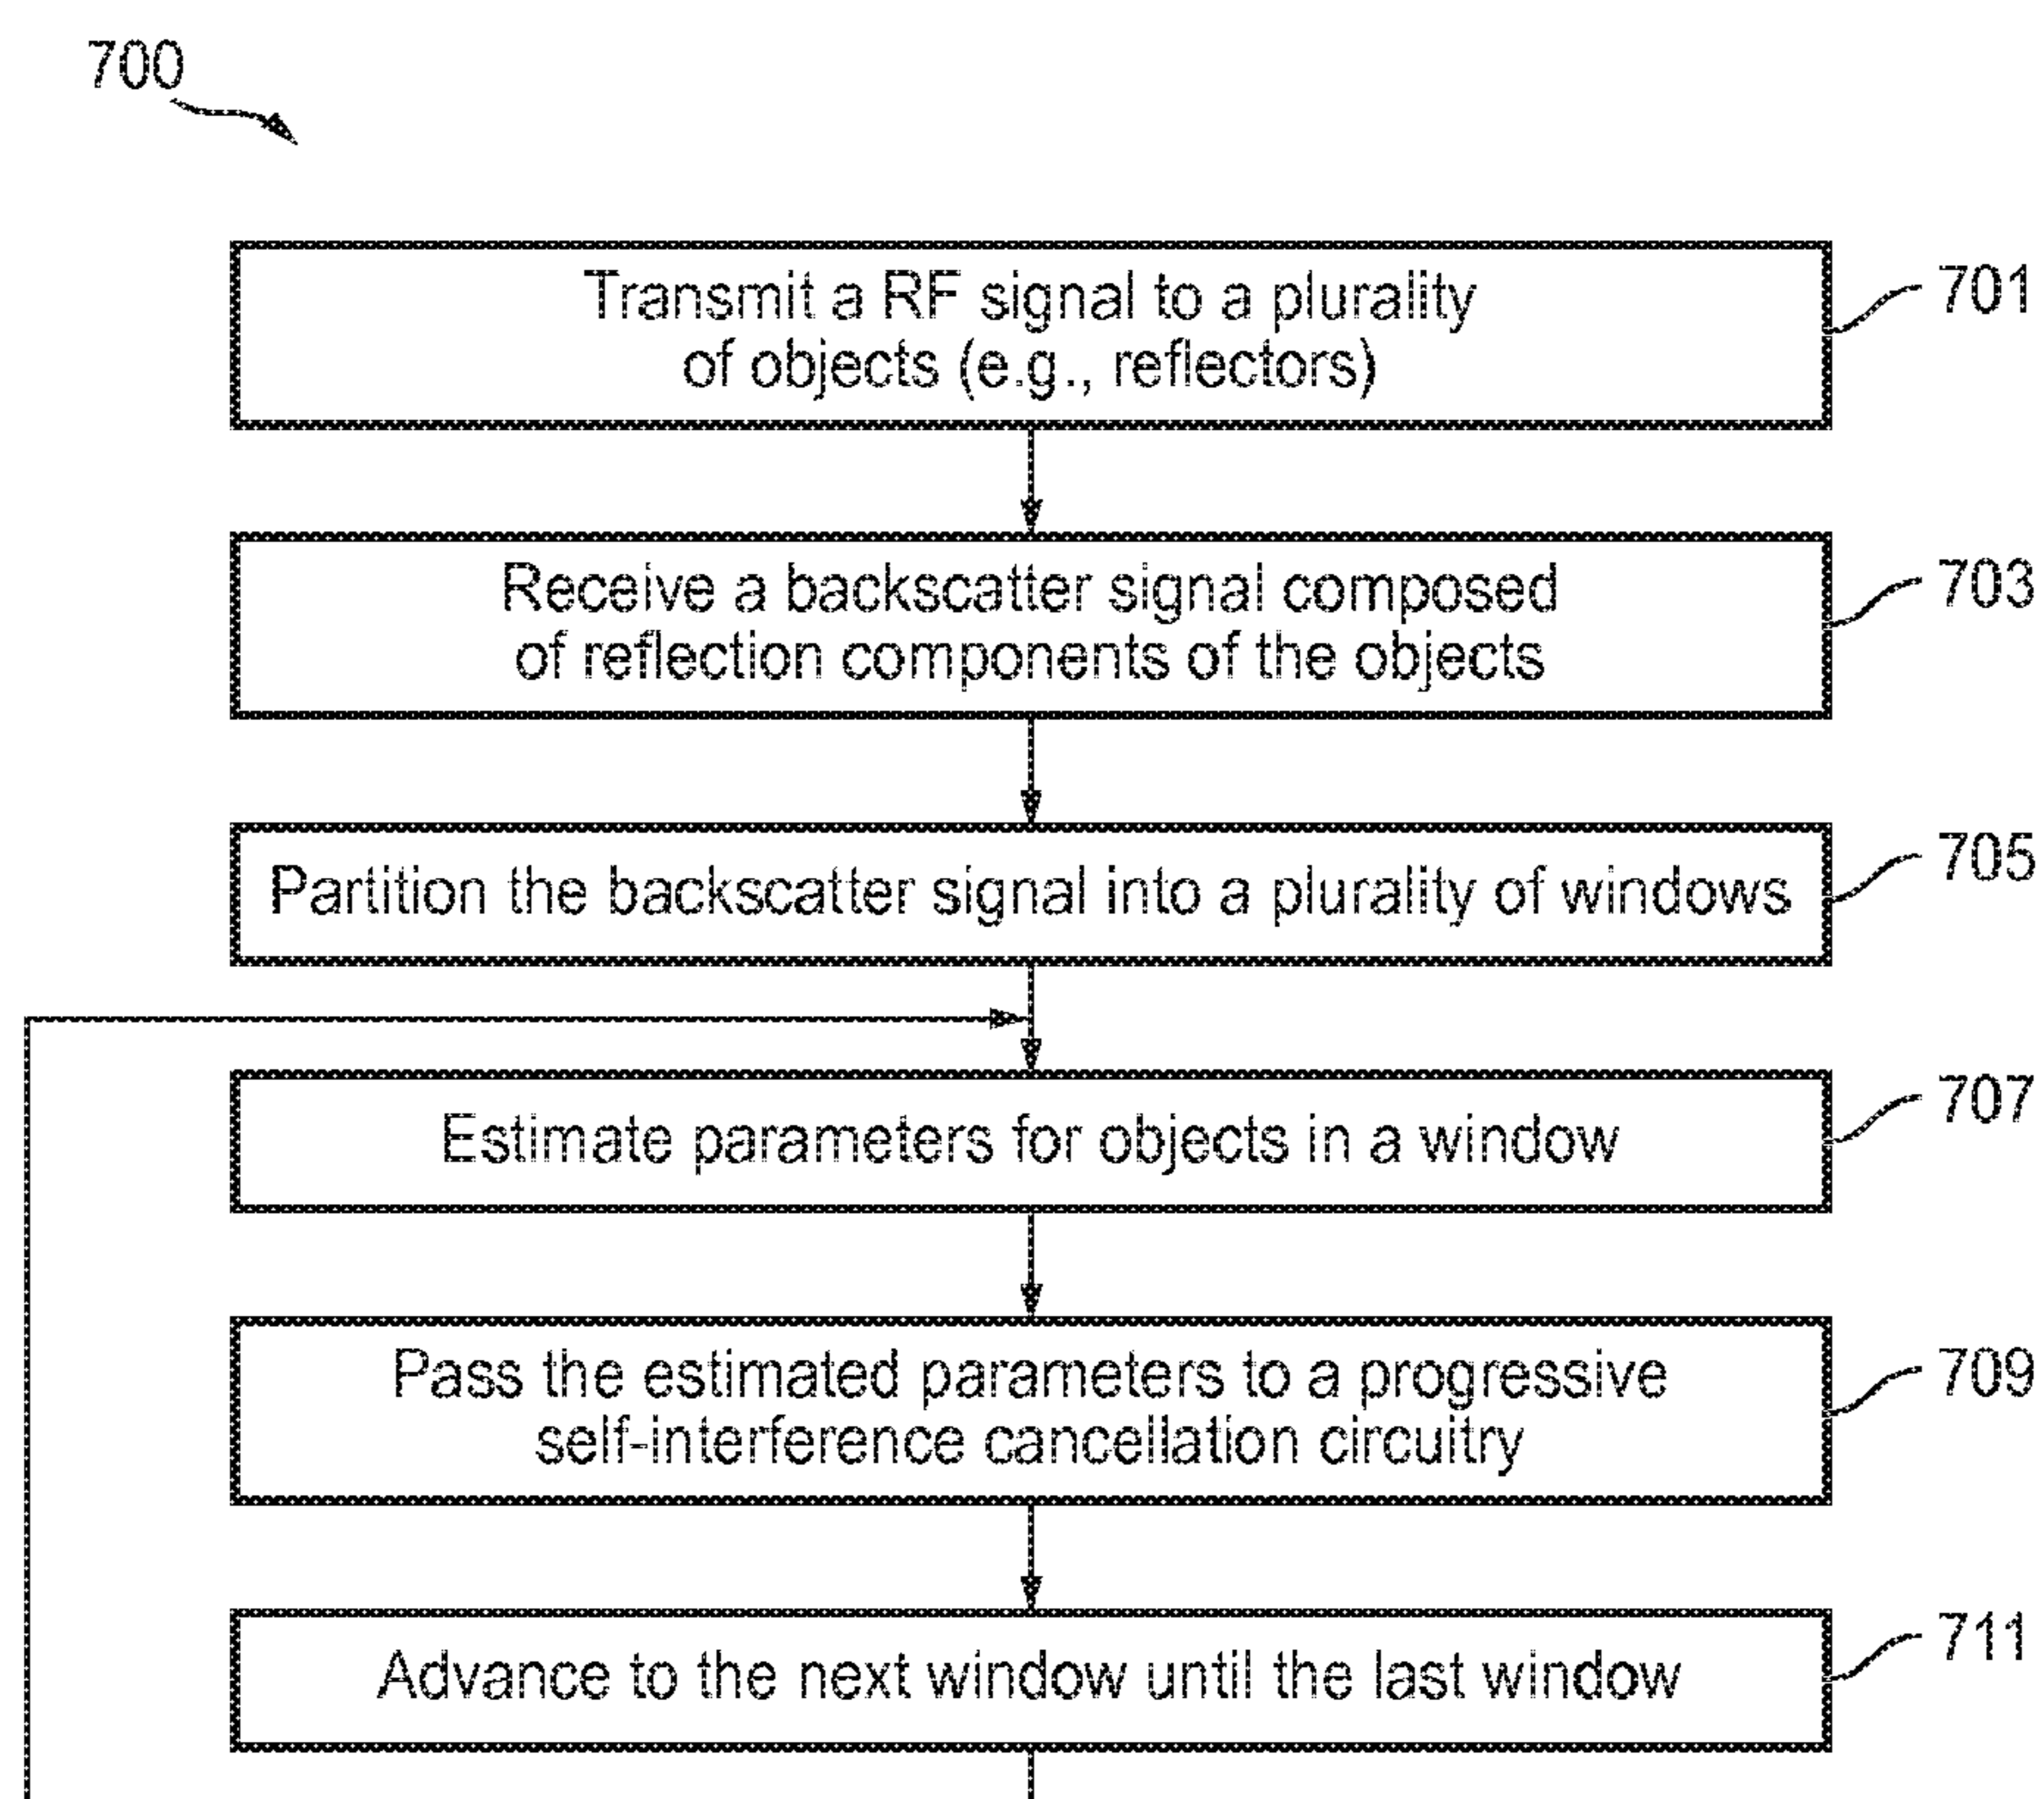 700
Transmit a RF signal to a plurality
of objects (e.g., reflectors)
701
Receive a backscatter signal composed
of reflection components of the objects
703
Partition the backscatter signal into a plurality of windows
705
Estimate parameters for objects in a window
707
Pass the estimated parameters to a progressive
self-interference cancellation circuitry
709
Advance to the next window until the last window
711